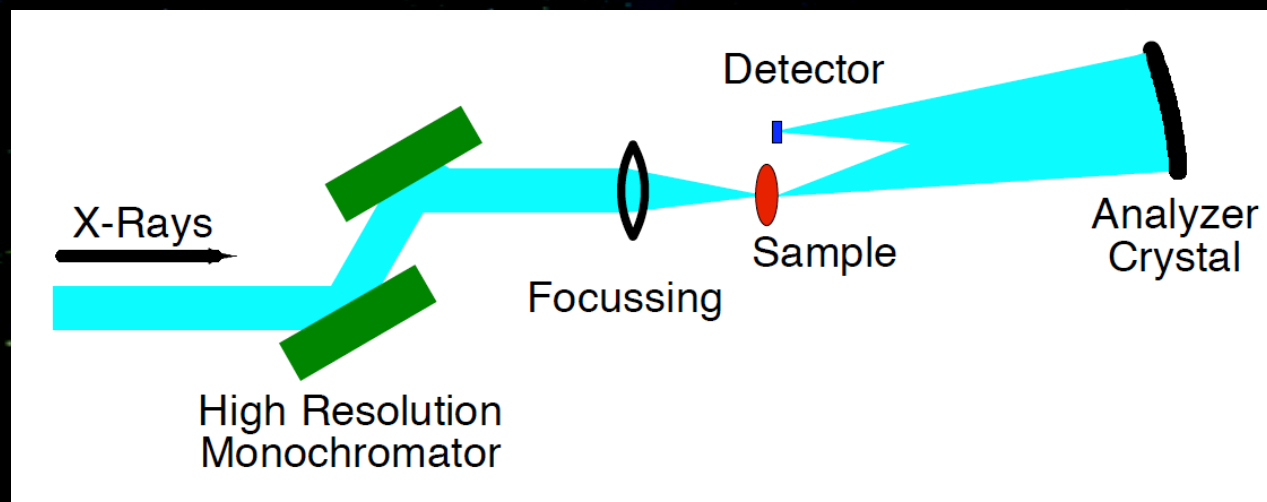 Detector
X-Rays
Sample
Analyzer
Crystal
Focussing
High Resolution
Monochromator